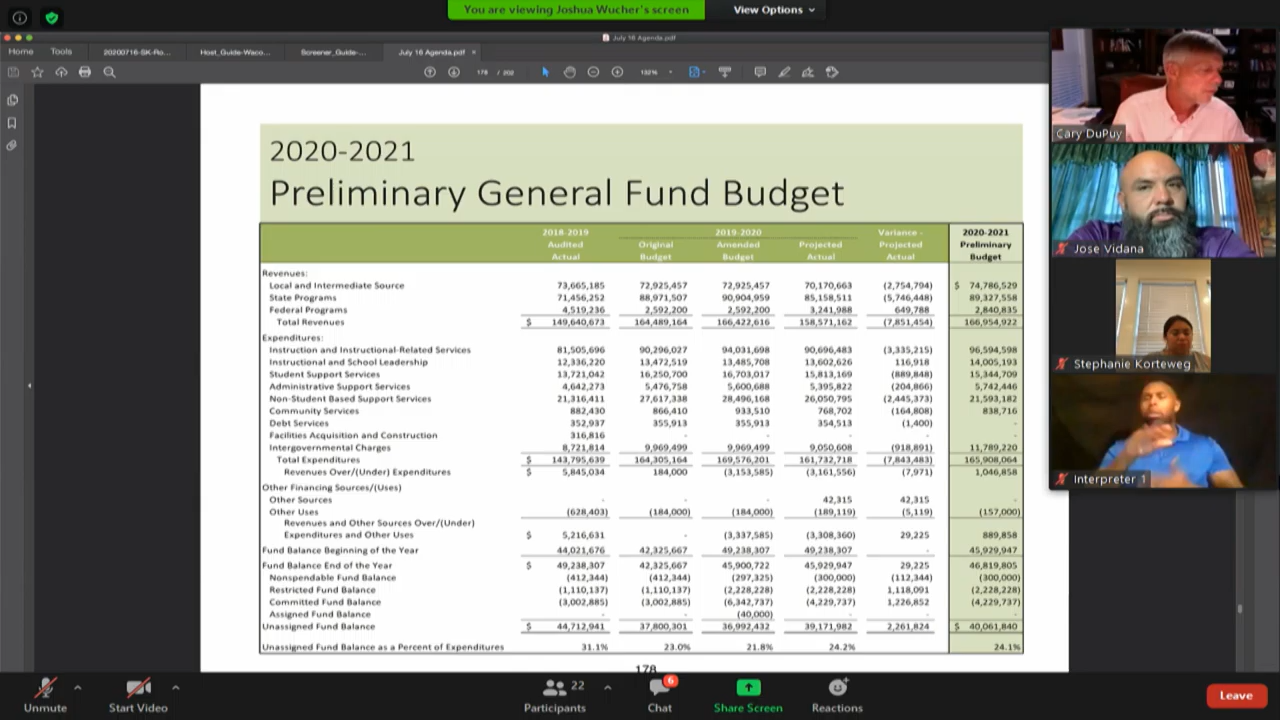 You are viewing Joshua Wucher's screen View Options
July 16 Agenda.pdf
Home Tools 20200716-SK-Ro... Host_Guide-Waco... Screener_Guide-... July 16 Agenda.pdf ×
178 / 202 132%
2020-2021
Preliminary General Fund Budget
2018-2019 2019-2020 Variance - 2020-2021
Audited Original Amended Projected Projected Preliminary
Actual Budget Budget Actual Actual Budget
Revenues:
Local and Intermediate Source 73,665,185 72,925,457 72,925,457 70,170,663 (2,754,794) $ 74,786,529
State Programs 71,456,252 88,971,507 90,904,959 85,158,511 (5,746,448) 89,327,558
Federal Programs 4,519,236 2,592,200 2,592,200 3,241,988 649,788 2,840,835
Total Revenues $ 149,640,673 164,489,164 166,422,616 158,571,162 (7,851,454) 166,954,922
Expenditures:
Instruction and Instructional-Related Services 81,505,696 90,296,027 94,031,698 90,696,483 (3,335,215) 96,594,598
Instructional and School Leadership 12,336,220 13,472,519 13,485,708 13,602,626 116,918 14,005,193
Student Support Services 13,721,042 16,250,700 16,703,017 15,813,169 (889,848) 15,344,709
Administrative Support Services 4,642,273 5,476,758 5,600,688 5,395,822 (204,866) 5,742,446
Non-Student Based Support Services 21,316,411 27,617,338 28,496,168 26,050,795 (2,445,373) 21,593,182
Community Services 882,430 866,410 933,510 768,702 (164,808) 838,716
Debt Services 352,937 355,913 355,913 354,513 (1,400) -
Facilities Acquisition and Construction 316,816 - - - - -
Intergovernmental Charges 8,721,814 9,969,499 9,969,499 9,050,608 (918,891) 11,789,220
Total Expenditures $ 143,795,639 164,305,164 169,576,201 161,732,718 (7,843,483) 165,908,064
Revenues Over/(Under) Expenditures $ 5,845,034 184,000 (3,153,585) (3,161,556) (7,971) 1,046,858
Other Financing Sources/(Uses)
Other Sources - - - 42,315 42,315 -
Other Uses (628,403) (184,000) (184,000) (189,119) (5,119) (157,000)
Revenues and Other Sources Over/(Under)
Expenditures and Other Uses $ 5,216,631 - (3,337,585) (3,308,360) 29,225 889,858
Fund Balance Beginning of the Year 44,021,676 42,325,667 49,238,307 49,238,307 - 45,929,947
Fund Balance End of the Year $ 49,238,307 42,325,667 45,900,722 45,929,947 29,225 46,819,805
Nonspendable Fund Balance (412,344) (412,344) (297,325) (300,000) (112,344) (300,000)
Restricted Fund Balance (1,110,137) (1,110,137) (2,228,228) (2,228,228) 1,118,091 (2,228,228)
Committed Fund Balance (3,002,885) (3,002,885) (6,342,737) (4,229,737) 1,226,852 (4,229,737)
Assigned Fund Balance - - (40,000) - - -
Unassigned Fund Balance $ 44,712,941 37,800,301 36,992,432 39,171,982 2,261,824 $ 40,061,840
Unassigned Fund Balance as a Percent of Expenditures 31.1% 23.0% 21.8% 24.2% 24.1%
178
Cary DuPuy
Jose Vidana
Stephanie Korteweg
Interpreter 1
22 6
Unmute Start Video Participants Chat Share Screen Reactions Leave